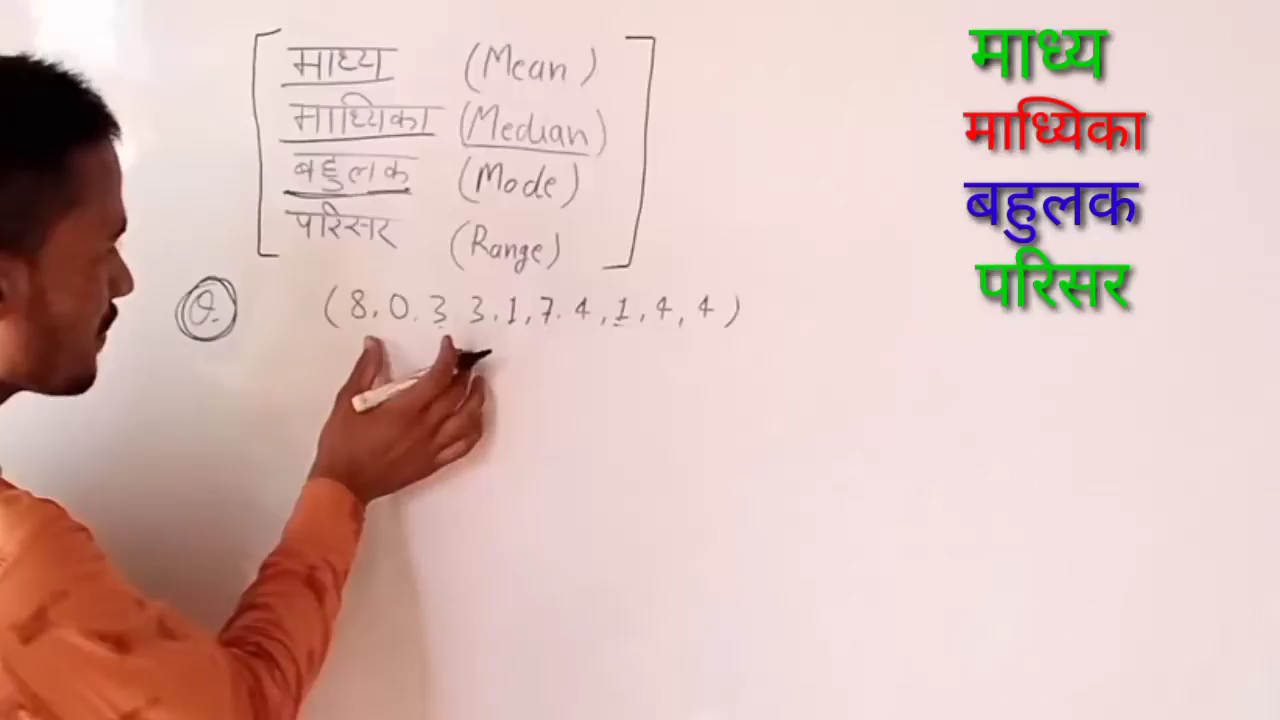 माध्य (Mean)
माध्यिका (Median)
बहुलक (Mode)
परिसर (Range)
Q. (8, 0, 3 3, 1, 7, 4, 1, 4, 4)
माध्य
माध्यिका
बहुलक
परिसर